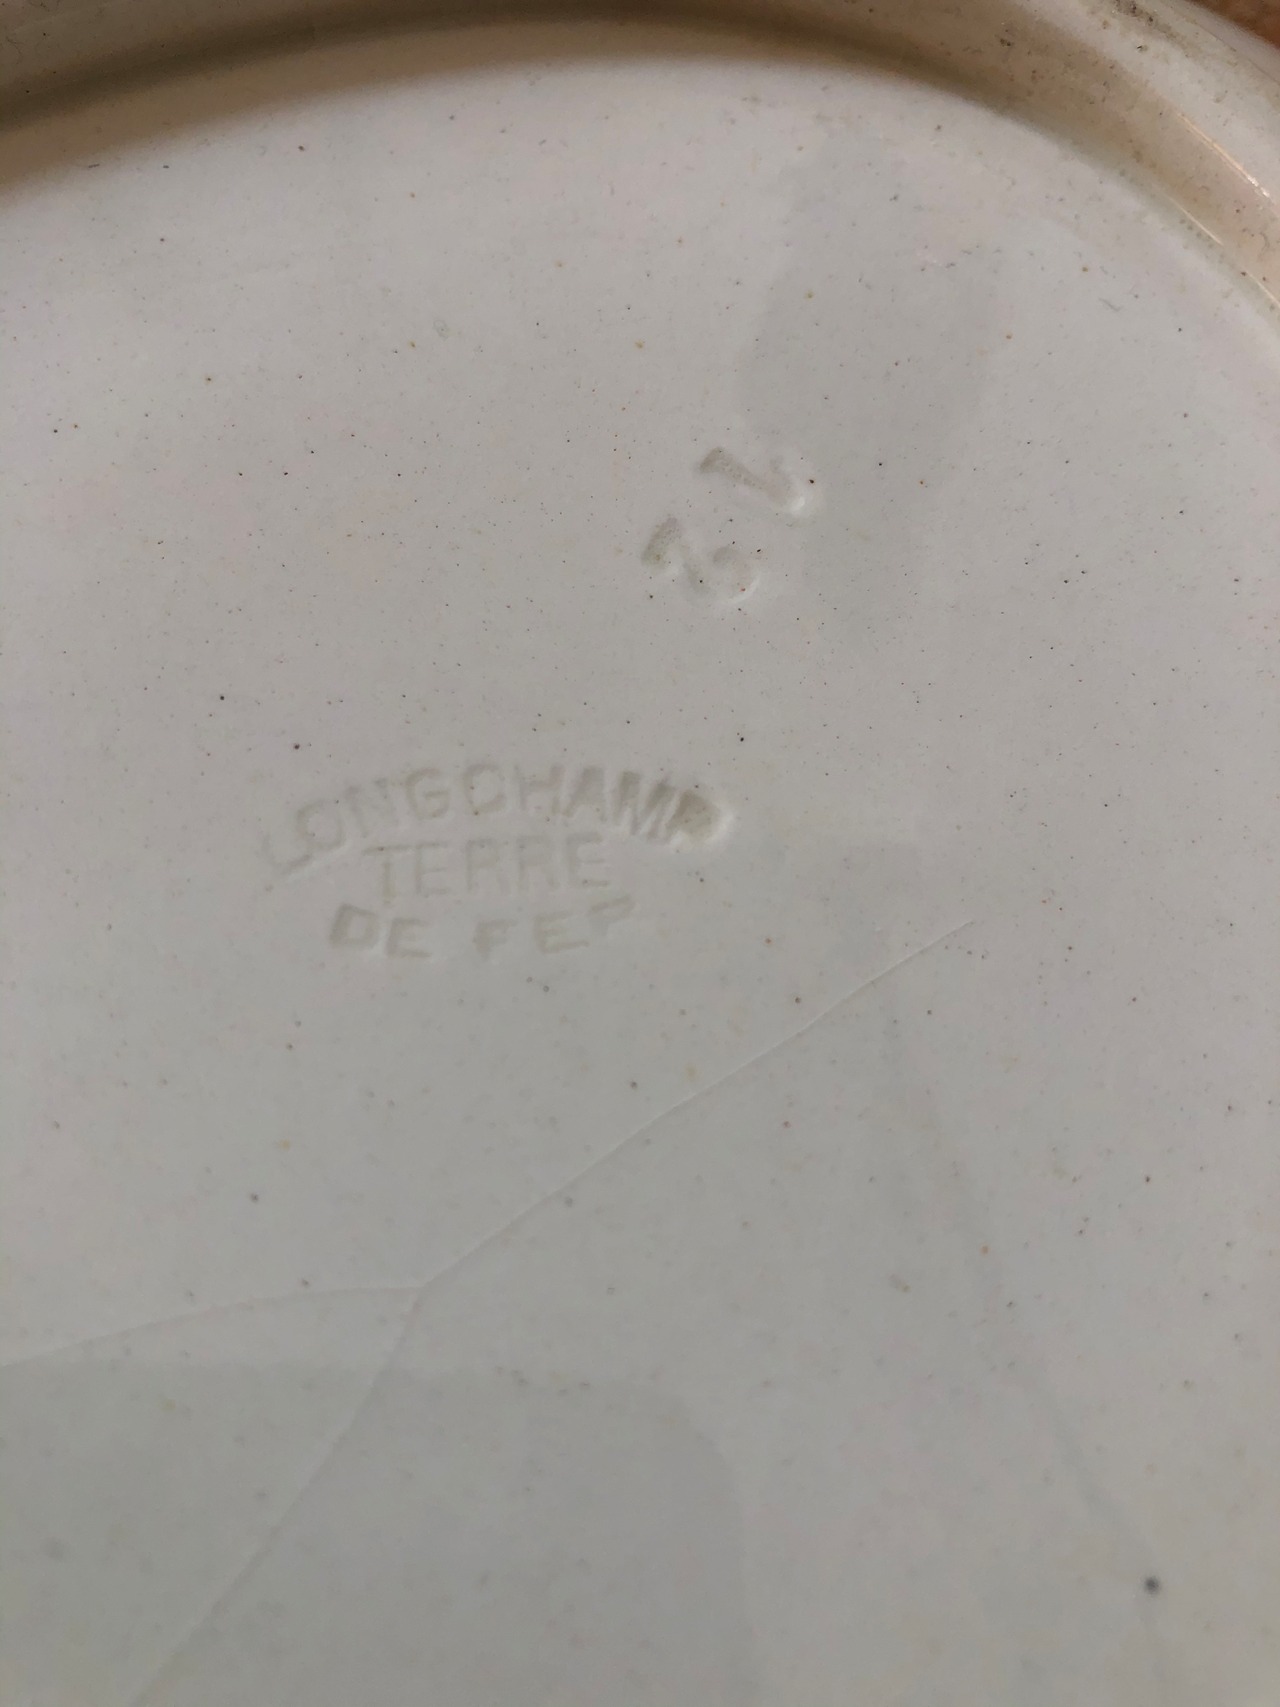 12
LONGCHAMP
TERRE
DE FER